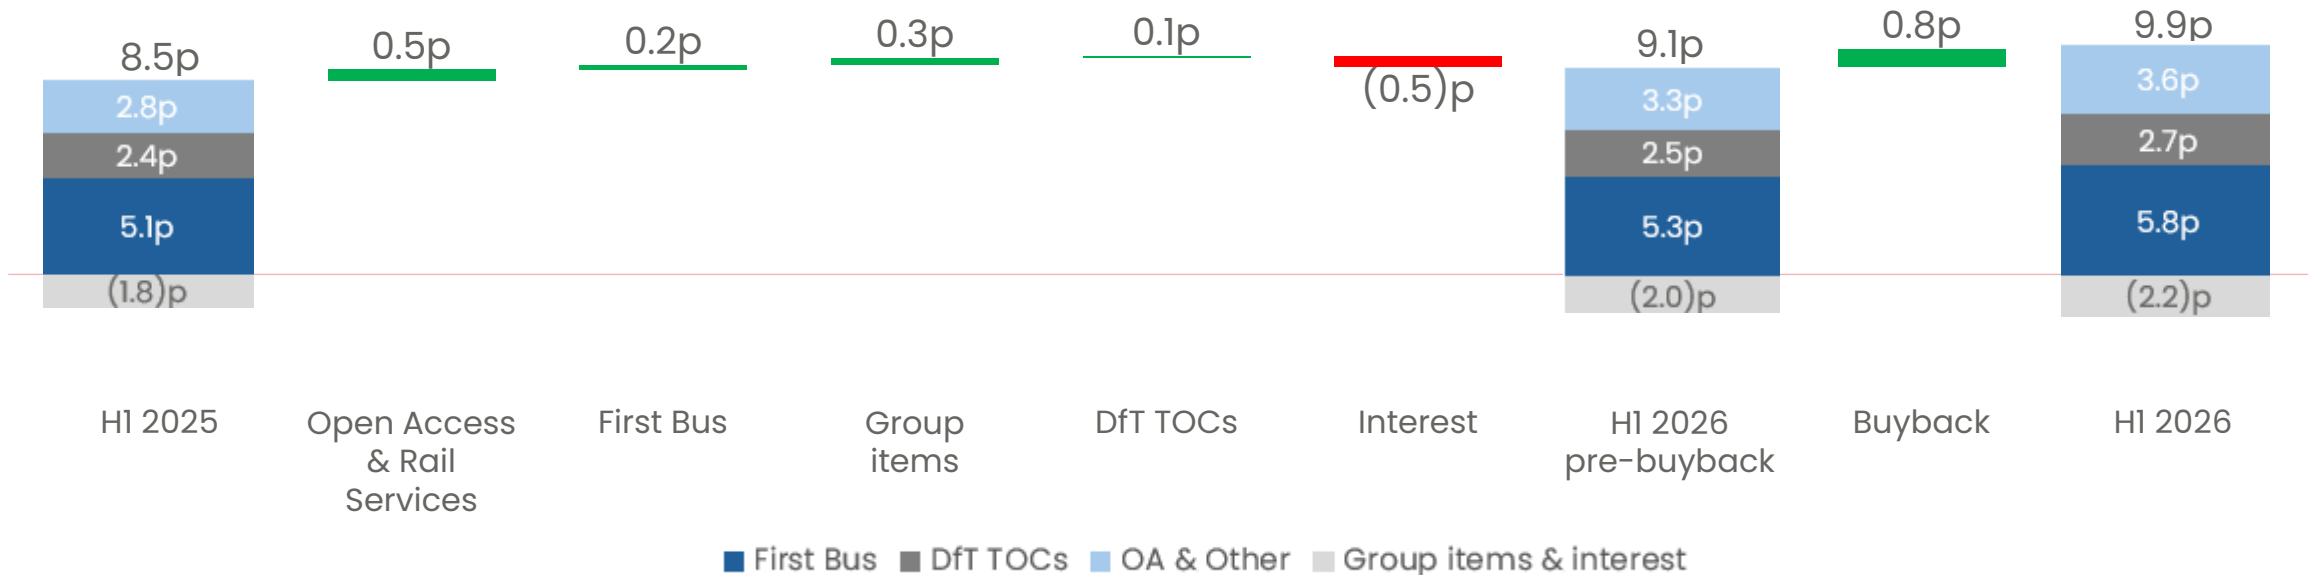 8.5p
0.5p
0.2p
0.3p
0.1p
(0.5)p
9.1p
0.8p
9.9p
2.8p
2.4p
5.1p
(1.8)p
3.3p
2.5p
5.3p
(2.0)p
3.6p
2.7p
5.8p
(2.2)p
H1 2025
Open Access
& Rail
Services
First Bus
Group
items
DfT TOCs
Interest
H1 2026
pre-buyback
Buyback
H1 2026
First Bus
DfT TOCs
OA & Other
Group items & interest